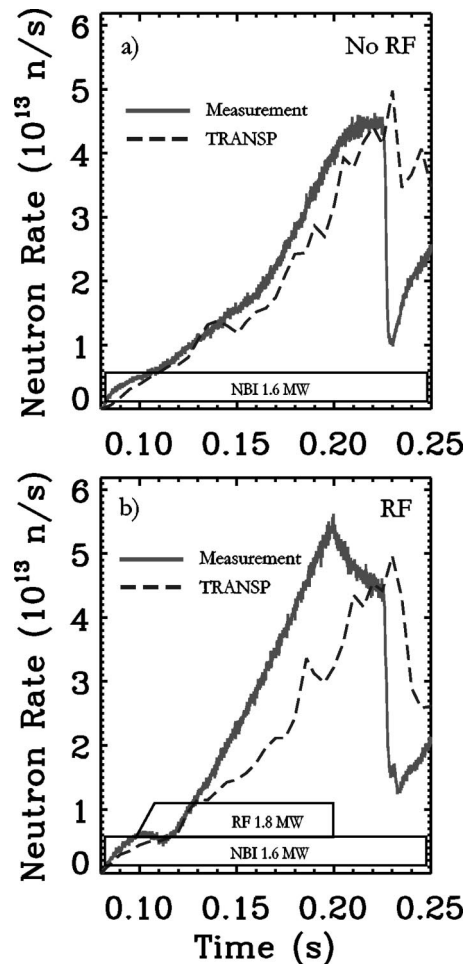 6
a)
No RF
5
Measurement
TRANSP
4
3
2
1
NBI 1.6 MW
0
Neutron Rate (10¹³ n/s)
0.10 0.15 0.20 0.25
6
b)
RF
5
Measurement
TRANSP
4
3
2
1
RF 1.8 MW
NBI 1.6 MW
0
Neutron Rate (10¹³ n/s)
0.10 0.15 0.20 0.25
Time (s)